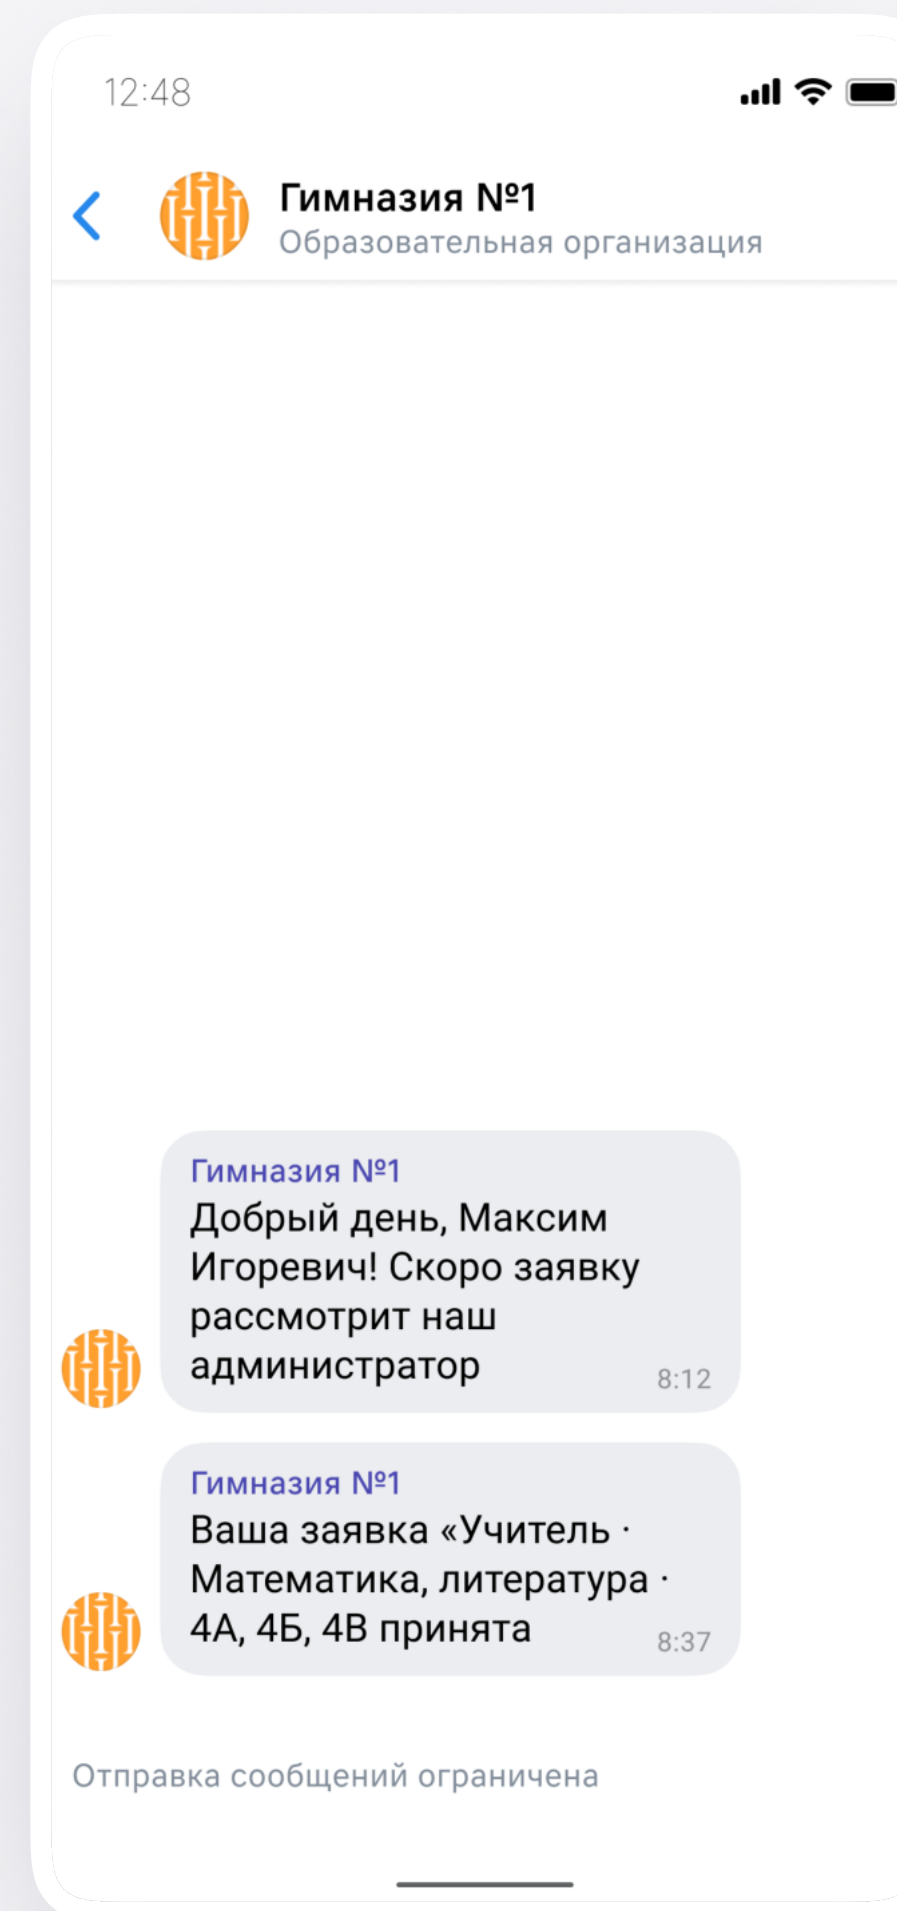 12:48
Гимназия №1
Образовательная организация
Гимназия №1
Добрый день, Максим
Игоревич! Скоро заявку
рассмотрит наш
администратор
8:12
Гимназия №1
Ваша заявка «Учитель ·
Математика, литература ·
4А, 4Б, 4В принята
8:37
Отправка сообщений ограничена